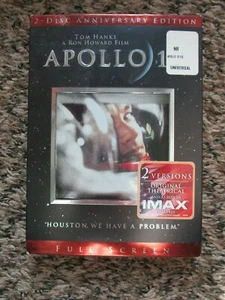 2-DISC ANNIVERSARY EDITION
TOM HANKS
A RON HOWARD FILM
APOLLO 1
UNIVERSAL
2 VERSIONS
ORIGINAL
THEATRICAL
IMAX
"HOUSTON, WE HAVE A PROBLEM"
FULL SCREEN